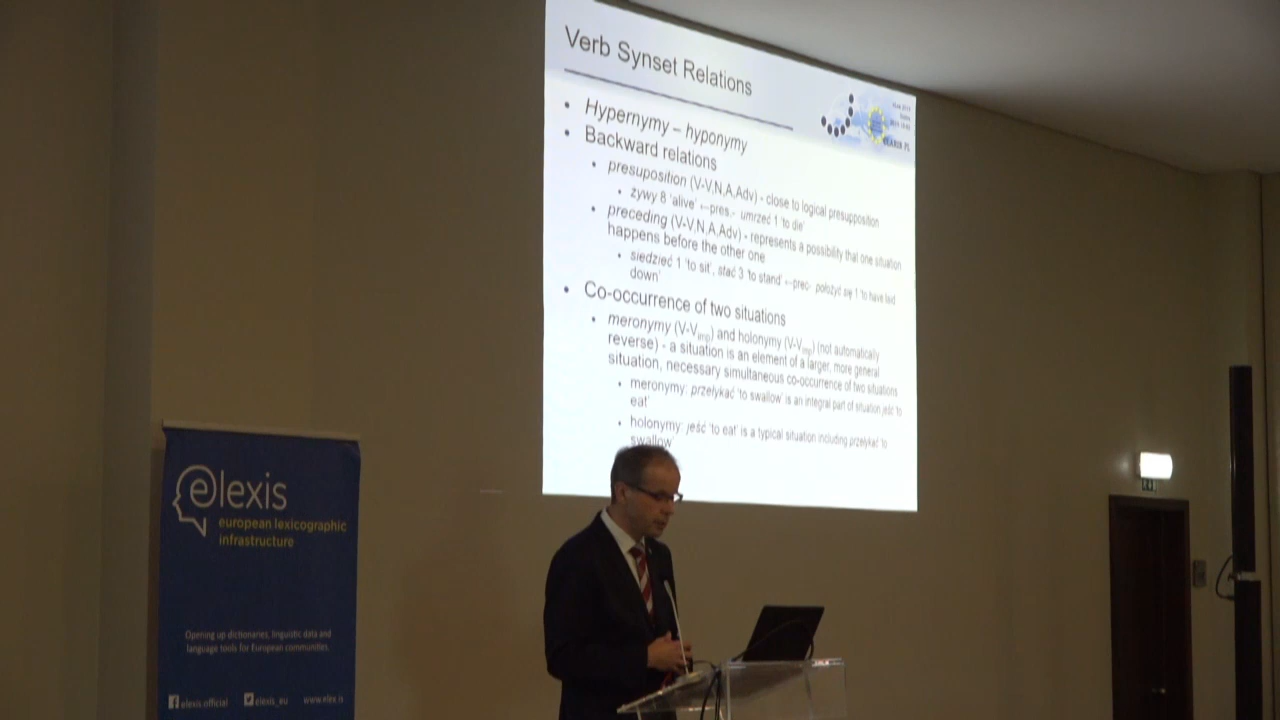 Verb Synset Relations
• Hypernymy – hyponymy
• Backward relations
• presuposition (V-V,N,A,Adv) - close to logical presupposition
• żywy 8 'alive' ←pres.- umrzeć 1 'to die'
• preceding (V-V,N,A,Adv) - represents a possibility that one situation
happens before the other one
• siedzieć 1 'to sit', stać 3 'to stand' ←prec- położyć się 1 'to have laid
down'
• Co-occurrence of two situations
• meronymy (V-Vimp) and holonymy (V-Vimp) (not automatically
reverse) - a situation is an element of a larger, more general
situation, necessary simultaneous co-occurrence of two situations
• meronymy: przełykać 'to swallow' is an integral part of situation jeść 'to
eat'
• holonymy: jeść 'to eat' is a typical situation including przełykać 'to
swallow'
elexis
european lexicographic
infrastructure
Opening up dictionaries, linguistic data and
language tools for European communities.
elexis.official elexis_eu www.elex.is